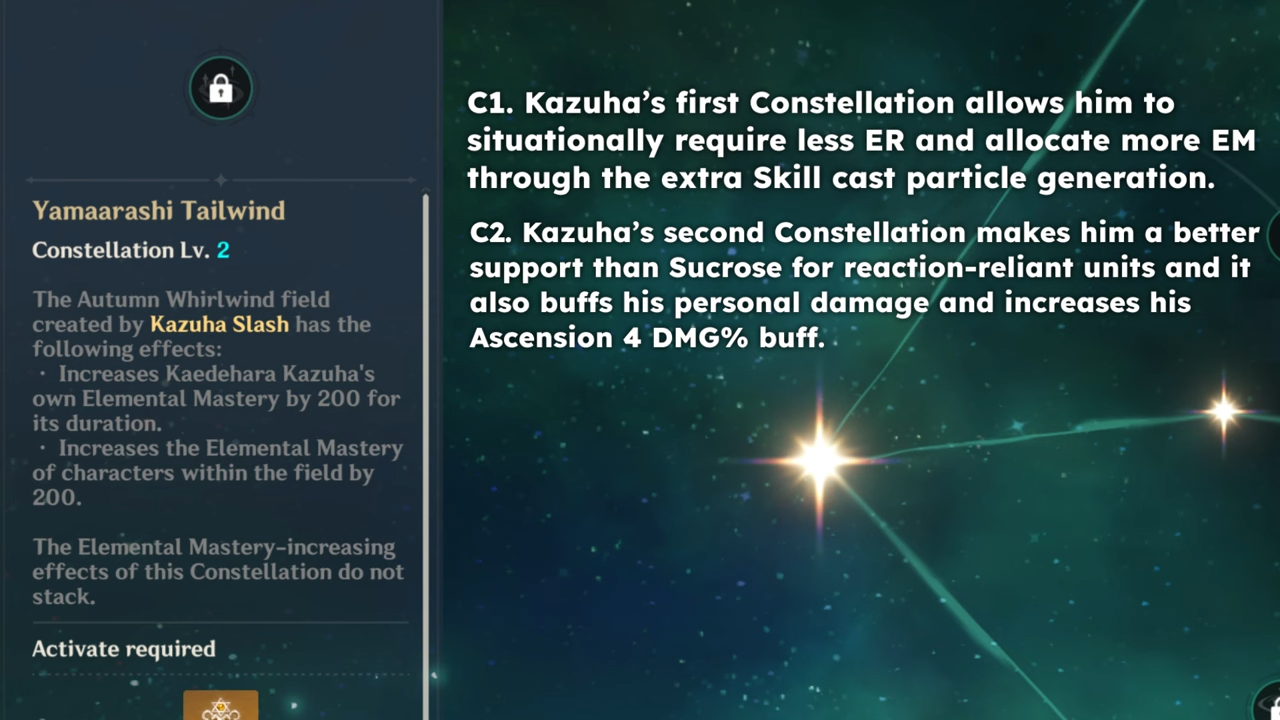 Yamaarashi Tailwind
Constellation Lv. 2
The Autumn Whirlwind field
created by Kazuha Slash has the
following effects:
· Increases Kaedehara Kazuha's
own Elemental Mastery by 200 for
its duration.
· Increases the Elemental Mastery
of characters within the field by
200.
The Elemental Mastery-increasing
effects of this Constellation do not
stack.
Activate required
C1. Kazuha’s first Constellation allows him to
situationally require less ER and allocate more EM
through the extra Skill cast particle generation.
C2. Kazuha’s second Constellation makes him a better
support than Sucrose for reaction-reliant units and it
also buffs his personal damage and increases his
Ascension 4 DMG% buff.